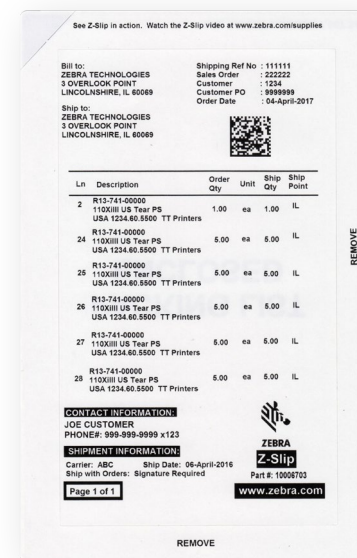 See Z-Slip in action. Watch the Z-Slip video at www.zebra.com/supplies
Bill to:
ZEBRA TECHNOLOGIES
3 OVERLOOK POINT
LINCOLNSHIRE, IL 60069
Ship to:
ZEBRA TECHNOLOGIES
3 OVERLOOK POINT
LINCOLNSHIRE, IL 60069
Shipping Ref No : 111111
Sales Order : 222222
Customer : 1234
Customer PO : 9999999
Order Date : 04-April-2017
Ln Description Order Qty Unit Ship Qty Ship Point
R13-741-00000
2 110XiIII US Tear PS 1.00 ea 1.00 IL
USA 1234.60.5500 TT Printers
R13-741-00000
24 110XiIII US Tear PS 5.00 ea 5.00 IL
USA 1234.60.5500 TT Printers
R13-741-00000
25 110XiIII US Tear PS 5.00 ea 5.00 IL
USA 1234.60.5500 TT Printers
R13-741-00000
26 110XiIII US Tear PS 5.00 ea 5.00 IL
USA 1234.60.5500 TT Printers
R13-741-00000
27 110XiIII US Tear PS 5.00 ea 5.00 IL
USA 1234.60.5500 TT Printers
R13-741-00000
28 110XiIII US Tear PS 5.00 ea 5.00 IL
USA 1234.60.5500 TT Printers
CONTACT INFORMATION:
JOE CUSTOMER
PHONE#: 999-999-9999 x123
SHIPMENT INFORMATION:
Carrier: ABC Ship Date: 06-April-2016
Ship with Orders: Signature Required
Page 1 of 1
ZEBRA
Z-Slip
Part #: 10006703
www.zebra.com
REMOVE
REMOVE